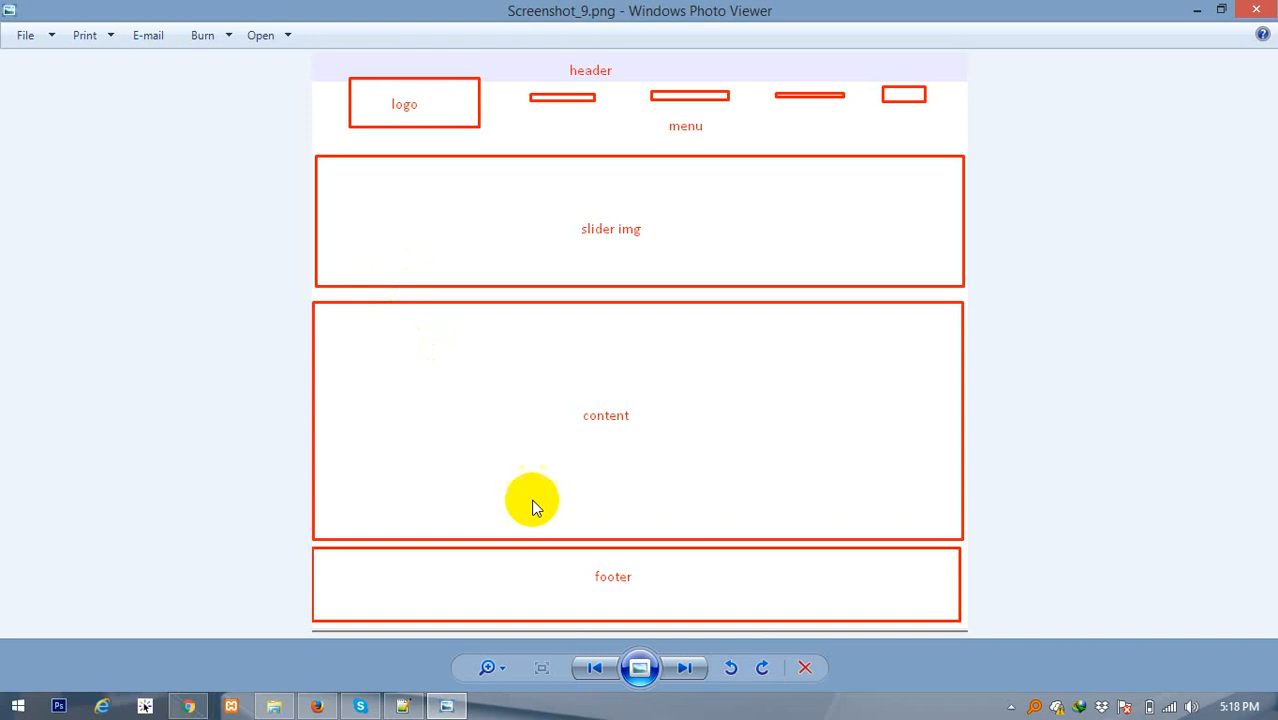 Screenshot_9.png - Windows Photo Viewer
File Print E-mail Burn Open
header
logo
menu
slider img
content
footer
Ps
5:18 PM